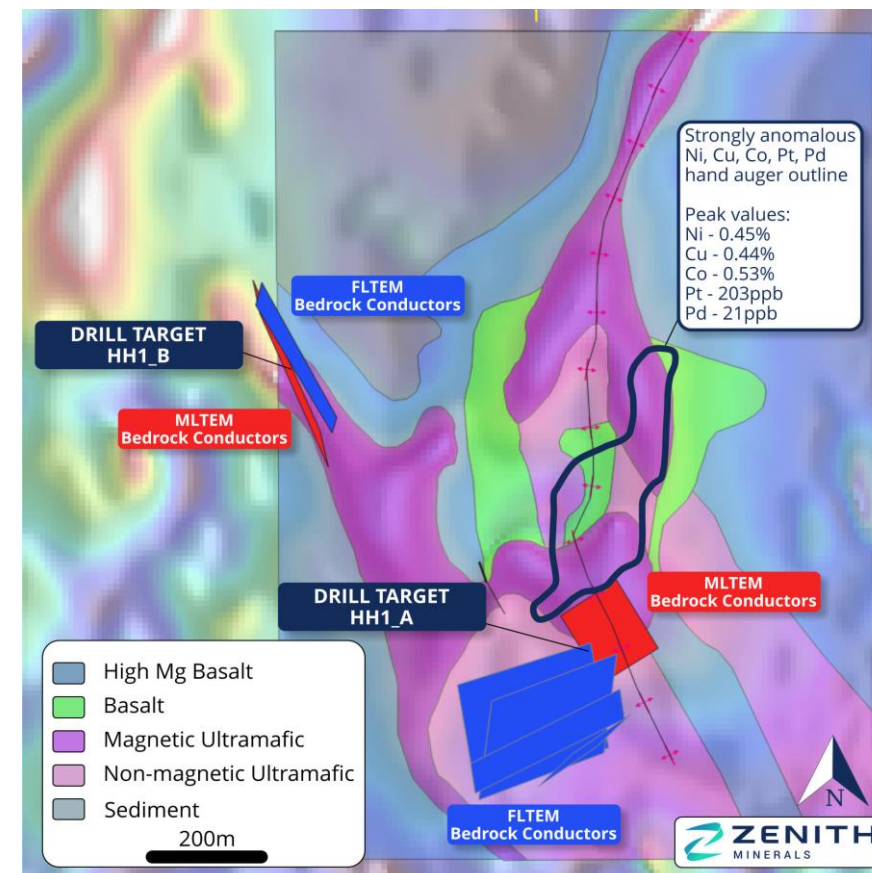 Strongly anomalous
Ni, Cu, Co, Pt, Pd
hand auger outline
Peak values:
Ni - 0.45%
Cu - 0.44%
Co - 0.53%
Pt - 203ppb
Pd - 21ppb
FLTEM
Bedrock Conductors
DRILL TARGET
HH1_B
MLTEM
Bedrock Conductors
DRILL TARGET
HH1_A
MLTEM
Bedrock Conductors
High Mg Basalt
Basalt
Magnetic Ultramafic
Non-magnetic Ultramafic
Sediment
200m
FLTEM
Bedrock Conductors
N
ZENITH
MINERALS